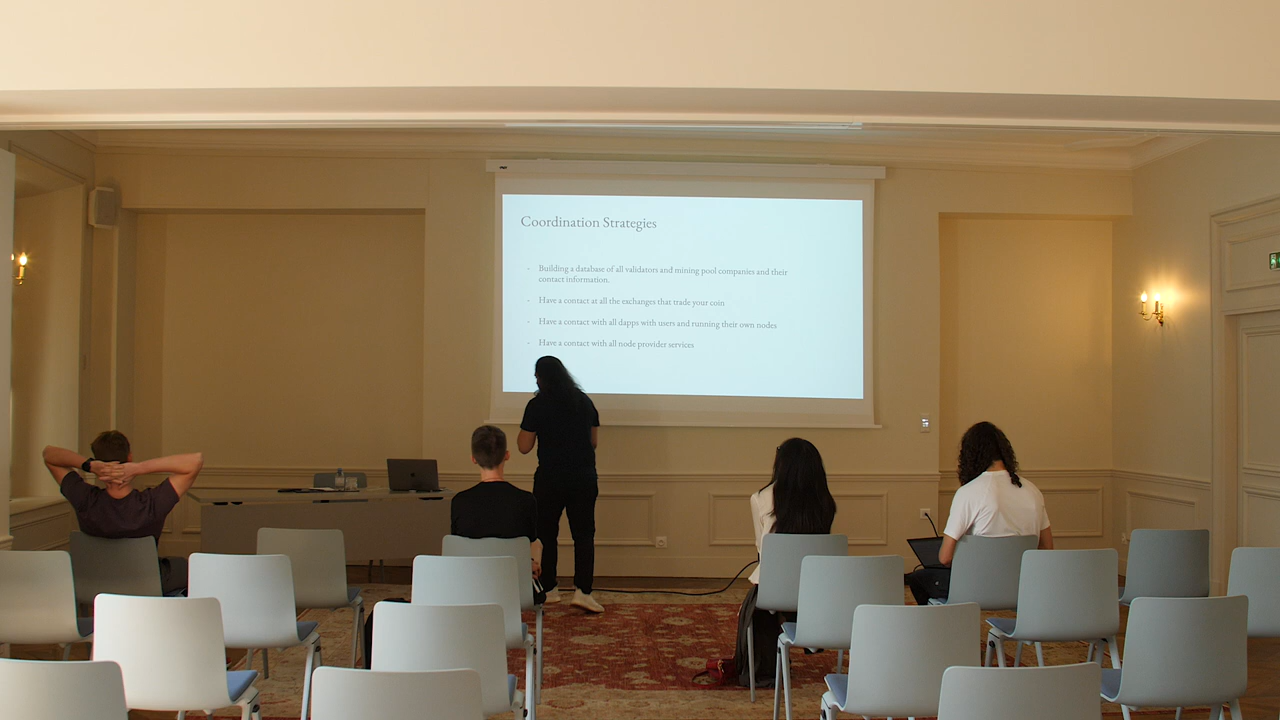 Coordination Strategies
- Building a database of all validators and mining pool companies and their
contact information.
- Have a contact at all the exchanges that trade your coin
- Have a contact with all dapps with users and running their own nodes
- Have a contact with all node provider services